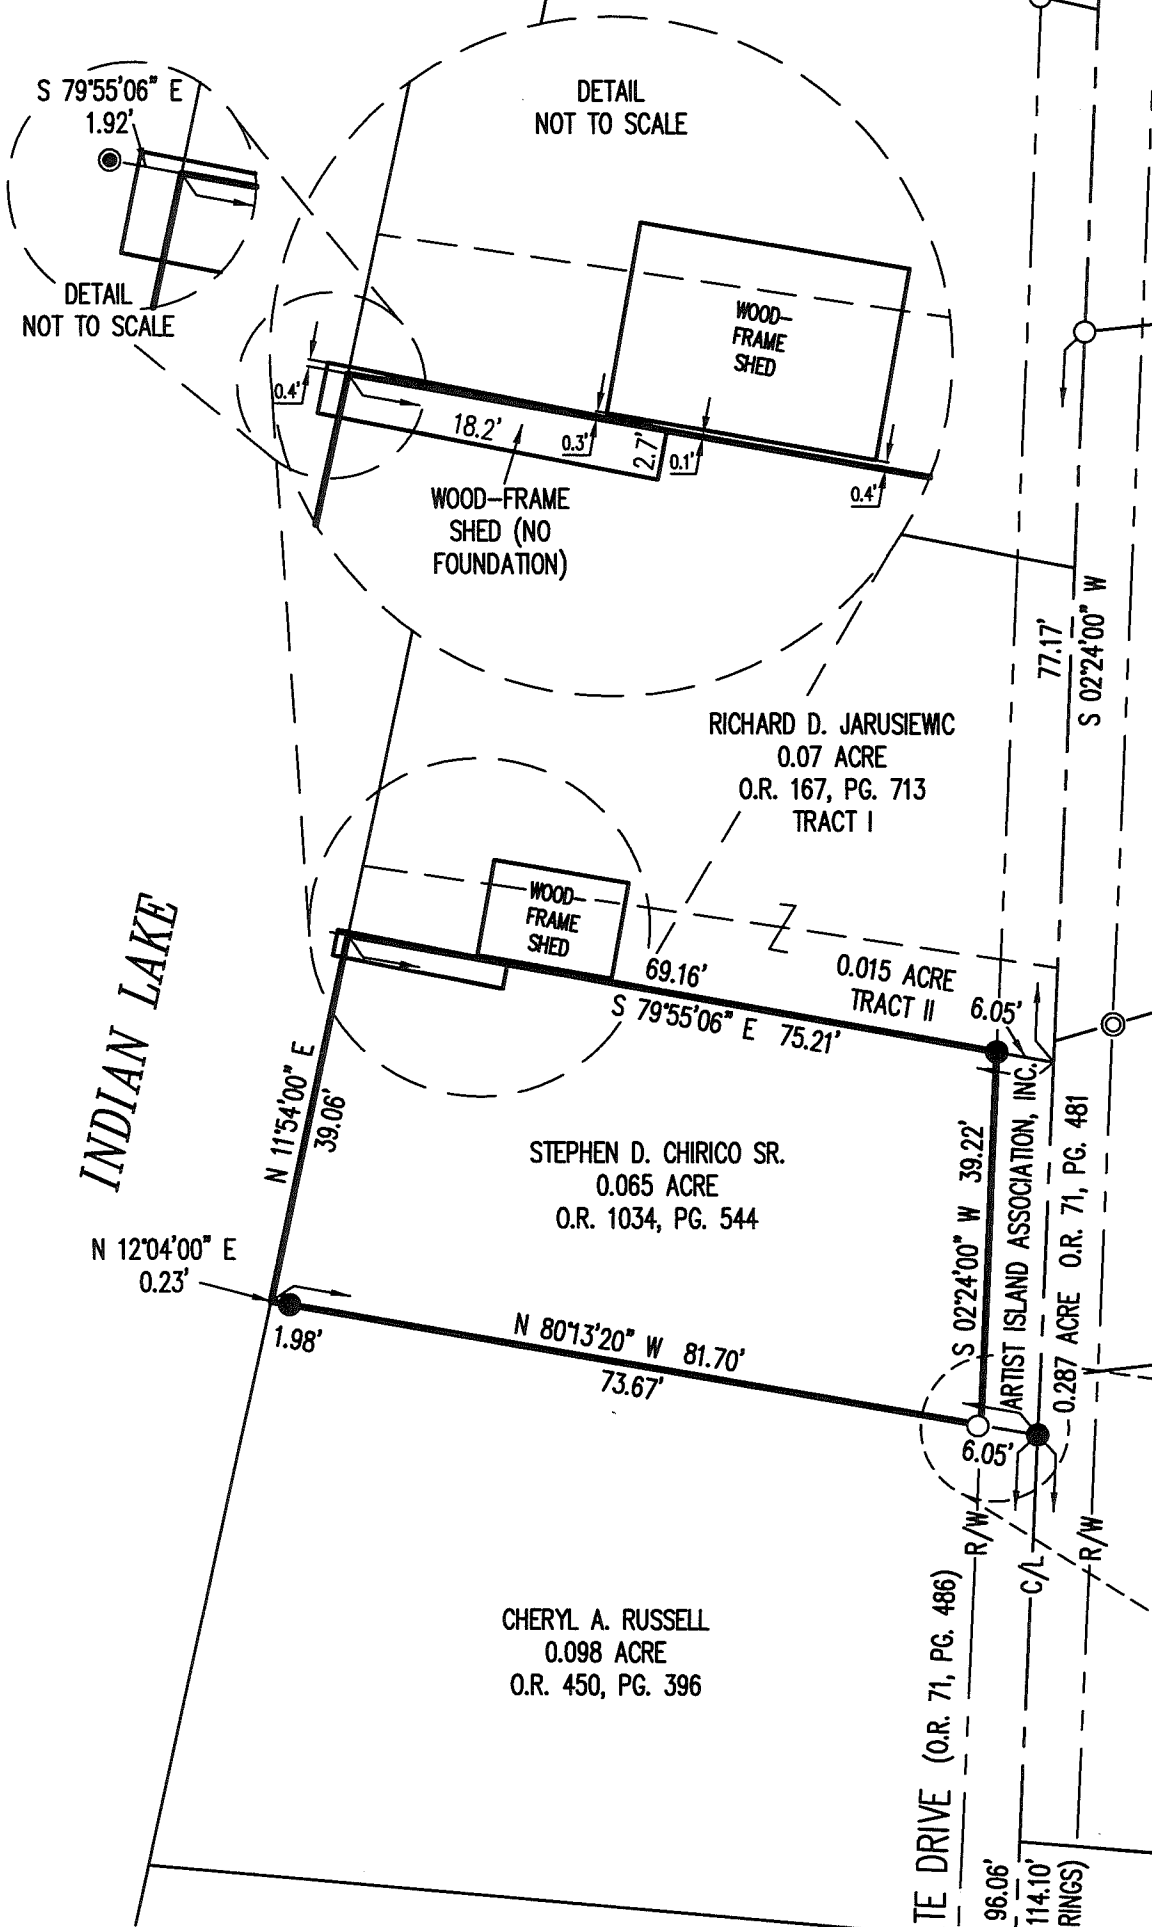 S 79°55'06" E
1.92'
DETAIL
NOT TO SCALE
DETAIL
NOT TO SCALE
WOOD-
FRAME
SHED
0.4'
18.2'
0.3'
2.7'
0.1'
0.4'
WOOD-FRAME
SHED (NO
FOUNDATION)
77.17'
S 02°24'00" W
RICHARD D. JARUSIEWIC
0.07 ACRE
O.R. 167, PG. 713
TRACT I
WOOD-
FRAME
SHED
69.16'
S 79°55'06" E 75.21'
0.015 ACRE
TRACT II
6.05'
INDIAN LAKE
N 11°54'00" E
39.06'
STEPHEN D. CHIRICO SR.
0.065 ACRE
O.R. 1034, PG. 544
S 02°24'00" W 39.22'
ARTIST ISLAND ASSOCIATION, INC.
0.287 ACRE O.R. 71, PG. 481
N 12°04'00" E
0.23'
1.98'
N 80°13'20" W 81.70'
73.67'
6.05'
R/W
C/L
R/W
CHERYL A. RUSSELL
0.098 ACRE
O.R. 450, PG. 396
TE DRIVE (O.R. 71, PG. 486)
96.06'
114.10'
RINGS)